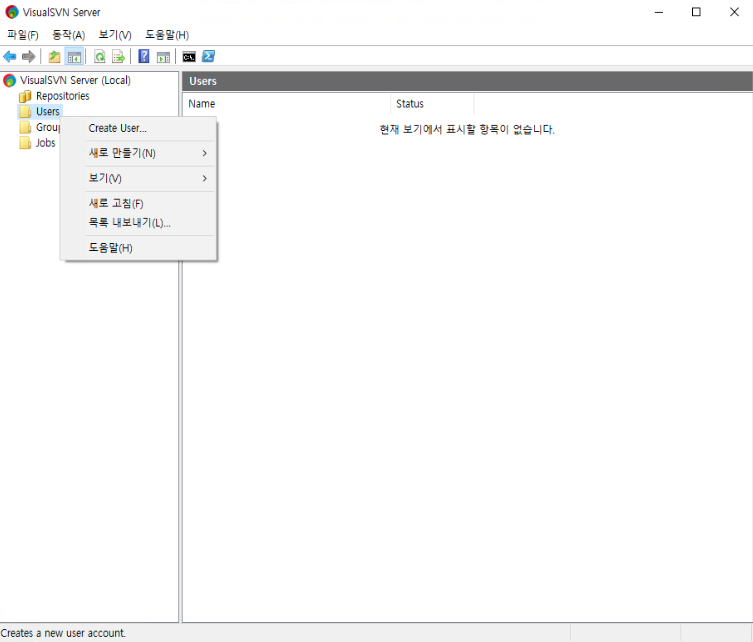 VisualSVN Server
파일(F) 동작(A) 보기(V) 도움말(H)
VisualSVN Server (Local)
Repositories
Users
Jobs
Create User...
새로 만들기(N)
보기(V)
새로 고침(F)
목록 내보내기(L)...
도움말(H)
Users
Name Status
현재 보기에서 표시할 항목이 없습니다.
Creates a new user account.